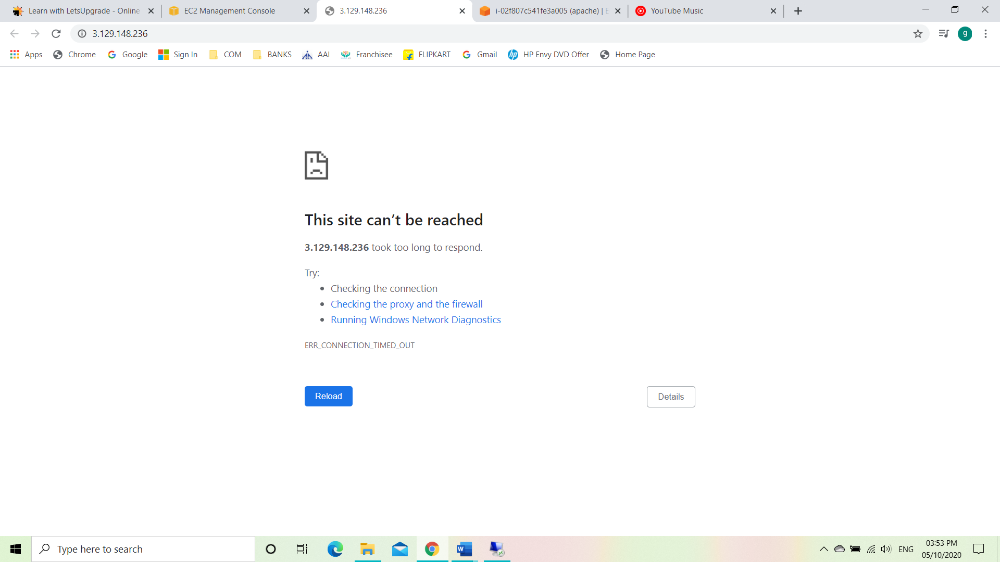 Learn with LetsUpgrade - Online
EC2 Management Console
3.129.148.236
i-02f807c541fe3a005 (apache) | E
YouTube Music
3.129.148.236
g
Apps
Chrome
Google
Sign In
COM
BANKS
AAI
Franchisee
FLIPKART
Gmail
HP Envy DVD Offer
Home Page
This site can’t be reached
3.129.148.236 took too long to respond.
Try:
Checking the connection
Checking the proxy and the firewall
Running Windows Network Diagnostics
ERR_CONNECTION_TIMED_OUT
Reload
Details
Type here to search
ENG
03:53 PM
05/10/2020